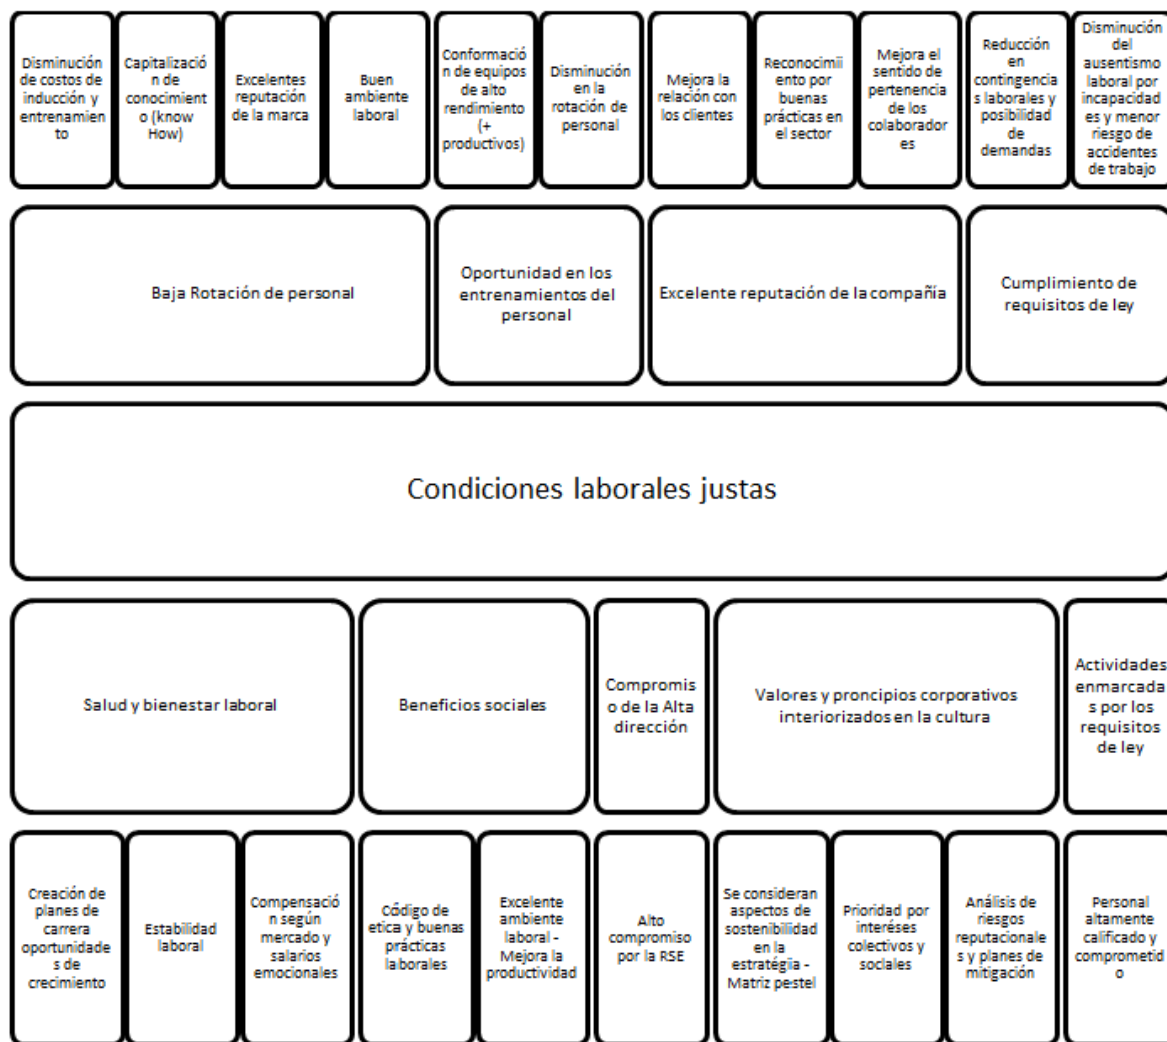 Disminución
de costos de
inducción y
entrenamie
nto
Capitalizació
n de
conocimient
o (know
How)
Excelentes
reputación
de la marca
Buen
ambiente
laboral
Conformació
n de equipos
de alto
rendimiento
(+
productivos)
Disminución
en la
rotación de
personal
Mejora la
relación con
los clientes
Reconocimii
ento por
buenas
prácticas en
el sector
Mejora el
sentido de
pertenencia
de los
colaborador
es
Reducción
en
contingencia
s laborales y
posibilidad
de
demandas
Disminución
del
ausentismo
laboral por
incapacidad
es y menor
riesgo de
accidentes
de trabajo
Baja Rotación de personal
Oportunidad en los
entrenamientos del
personal
Excelente reputación de la compañía
Cumplimiento de
requisitos de ley
Condiciones laborales justas
Salud y bienestar laboral
Beneficios sociales
Compromis
o de la Alta
dirección
Valores y proncipios corporativos
interiorizados en la cultura
Actividades
enmarcada
s por los
requisitos
de ley
Creación de
planes de
carrera
oportunidade
s de
crecimiento
Estabilidad
laboral
Compensació
n según
mercado y
salarios
emocionales
Código de
etica y buenas
prácticas
laborales
Excelente
ambiente
laboral -
Mejora la
productividad
Alto
compromiso
por la RSE
Se consideran
aspectos de
sostenibilidad
en la
estratégiia -
Matriz pestel
Prioridad por
interéses
colectivos y
sociales
Análisis de
riesgos
reputacionale
s y planes de
mitigación
Personal
altamente
calificado y
comprometid
o